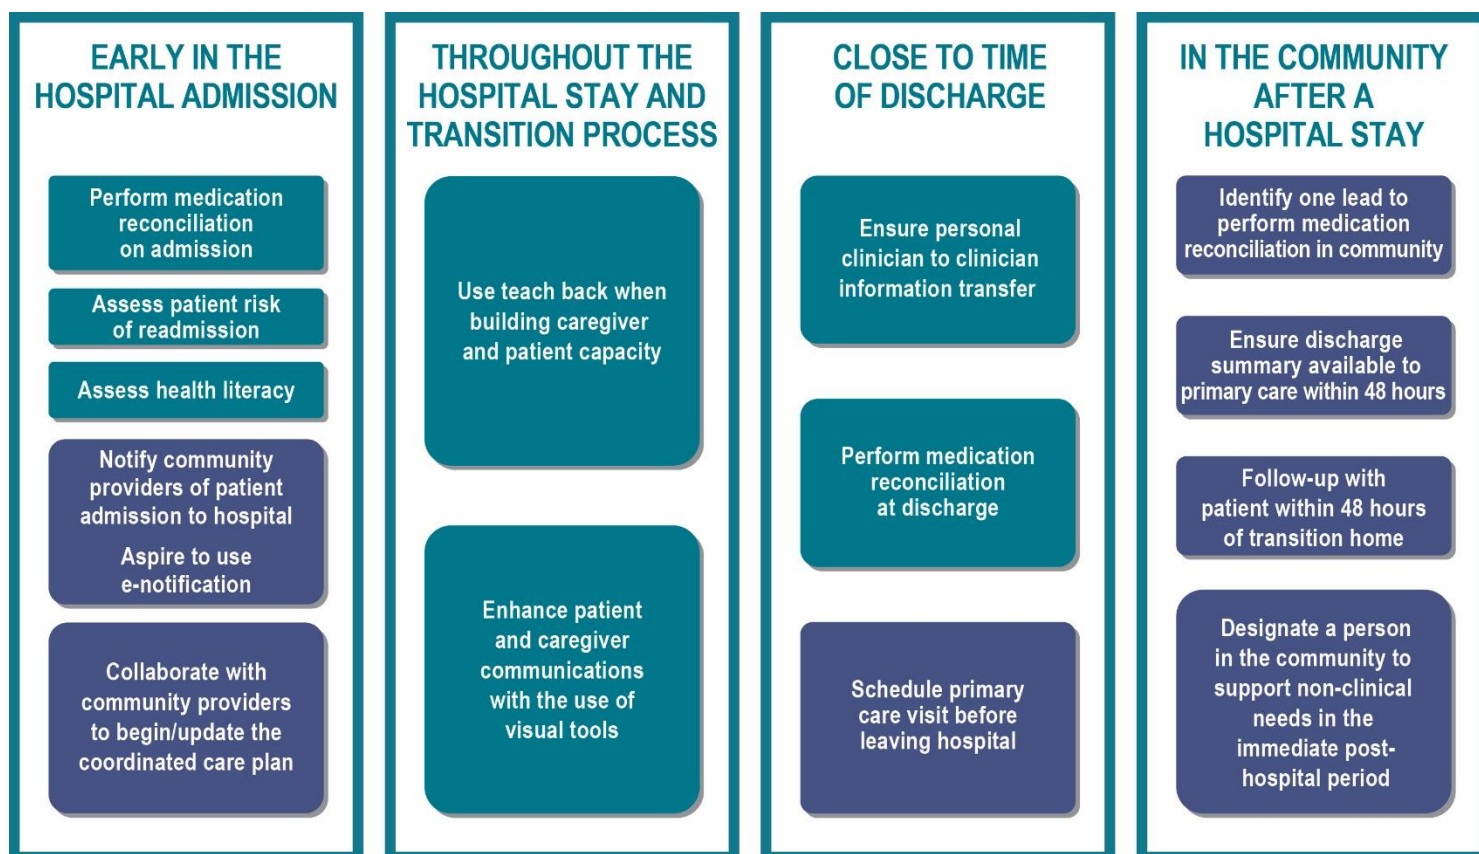 EARLY IN THE
HOSPITAL ADMISSION
Perform medication
reconciliation
on admission
Assess patient risk
of readmission
Assess health literacy
Notify community
providers of patient
admission to hospital
Aspire to use
e-notification
Collaborate with
community providers
to begin/update the
coordinated care plan
THROUGHOUT THE
HOSPITAL STAY AND
TRANSITION PROCESS
Use teach back when
building caregiver
and patient capacity
Enhance patient
and caregiver
communications
with the use of
visual tools
CLOSE TO TIME
OF DISCHARGE
Ensure personal
clinician to clinician
information transfer
Perform medication
reconciliation
at discharge
Schedule primary
care visit before
leaving hospital
IN THE COMMUNITY
AFTER A
HOSPITAL STAY
Identify one lead to
perform medication
reconciliation in community
Ensure discharge
summary available to
primary care within 48 hours
Follow-up with
patient within 48 hours
of transition home
Designate a person
in the community to
support non-clinical
needs in the
immediate post-
hospital period